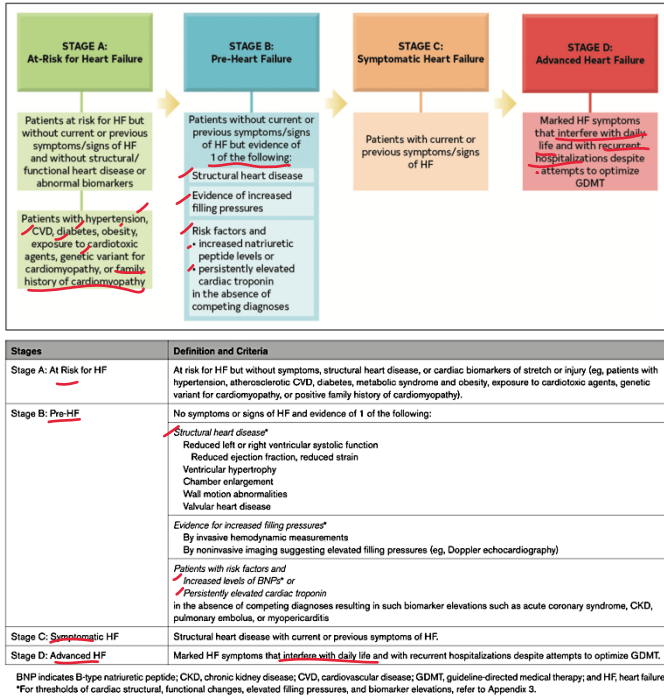 STAGE A:
At-Risk for Heart Failure
STAGE B:
Pre-Heart Failure
STAGE C:
Symptomatic Heart Failure
STAGE D:
Advanced Heart Failure
Patients at risk for HF but
without current or previous
symptoms/signs of HF
and without structural/
functional heart disease or
abnormal biomarkers
Patients with hypertension,
CVD, diabetes, obesity,
exposure to cardiotoxic
agents, genetic variant for
cardiomyopathy, or family
history of cardiomyopathy
Patients without current or
previous symptoms/signs
of HF but evidence of
1 of the following:
Structural heart disease
Evidence of increased
filling pressures
Risk factors and
• increased natriuretic
peptide levels or
• persistently elevated
cardiac troponin
in the absence of
competing diagnoses
Patients with current or
previous symptoms/signs
of HF
Marked HF symptoms
that interfere with daily
life and with recurrent
hospitalizations despite
attempts to optimize
GDMT
Stages Definition and Criteria
Stage A: At Risk for HF At risk for HF but without symptoms, structural heart disease, or cardiac biomarkers of stretch or injury (eg, patients with
hypertension, atherosclerotic CVD, diabetes, metabolic syndrome and obesity, exposure to cardiotoxic agents, genetic
variant for cardiomyopathy, or positive family history of cardiomyopathy).
Stage B: Pre-HF No symptoms or signs of HF and evidence of 1 of the following:
Structural heart disease*
Reduced left or right ventricular systolic function
Reduced ejection fraction, reduced strain
Ventricular hypertrophy
Chamber enlargement
Wall motion abnormalities
Valvular heart disease
Evidence for increased filling pressures*
By invasive hemodynamic measurements
By noninvasive imaging suggesting elevated filling pressures (eg, Doppler echocardiography)
Patients with risk factors and
Increased levels of BNPs* or
Persistently elevated cardiac troponin
in the absence of competing diagnoses resulting in such biomarker elevations such as acute coronary syndrome, CKD,
pulmonary embolus, or myopericarditis
Stage C: Symptomatic HF Structural heart disease with current or previous symptoms of HF.
Stage D: Advanced HF Marked HF symptoms that interfere with daily life and with recurrent hospitalizations despite attempts to optimize GDMT.
BNP indicates B-type natriuretic peptide; CKD, chronic kidney disease; CVD, cardiovascular disease; GDMT, guideline-directed medical therapy; and HF, heart failure
*For thresholds of cardiac structural, functional changes, elevated filling pressures, and biomarker elevations, refer to Appendix 3.